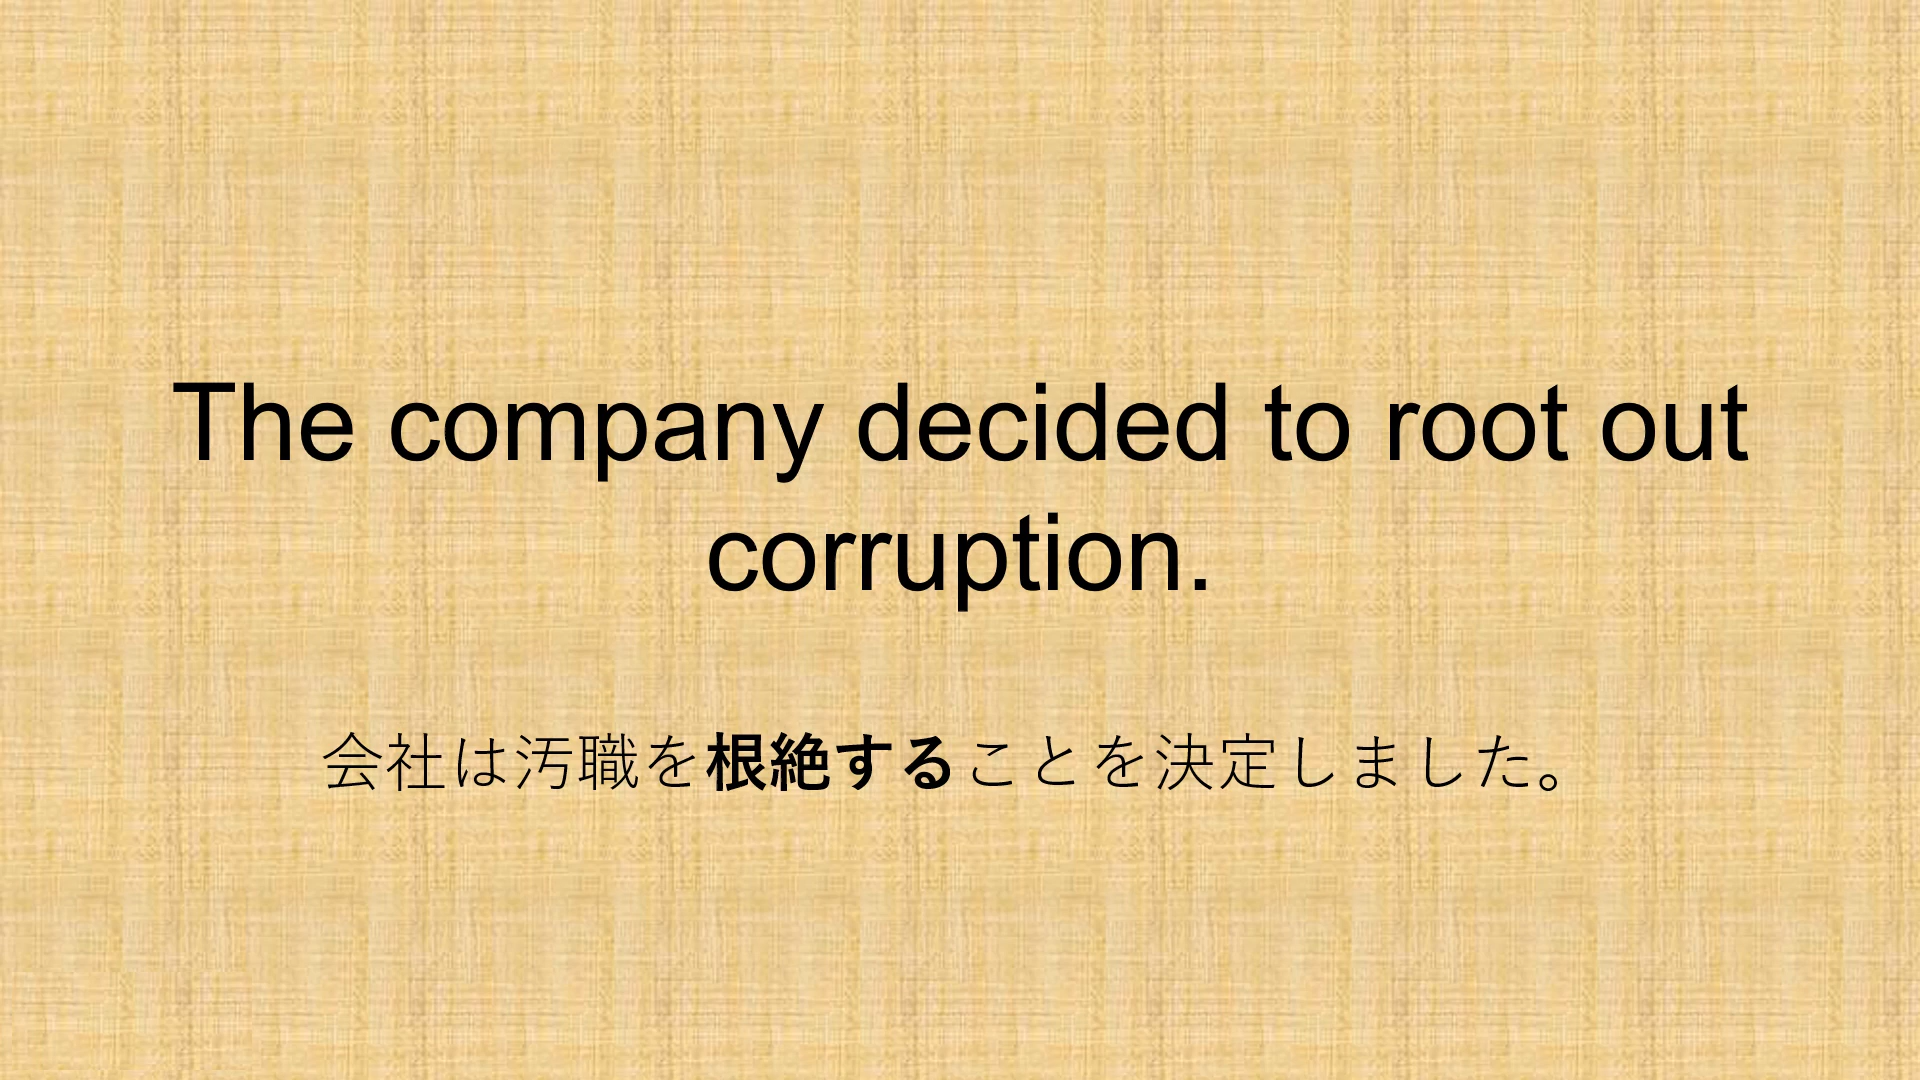 The company decided to root out
corruption.
会社は汚職を根絶することを決定しました。